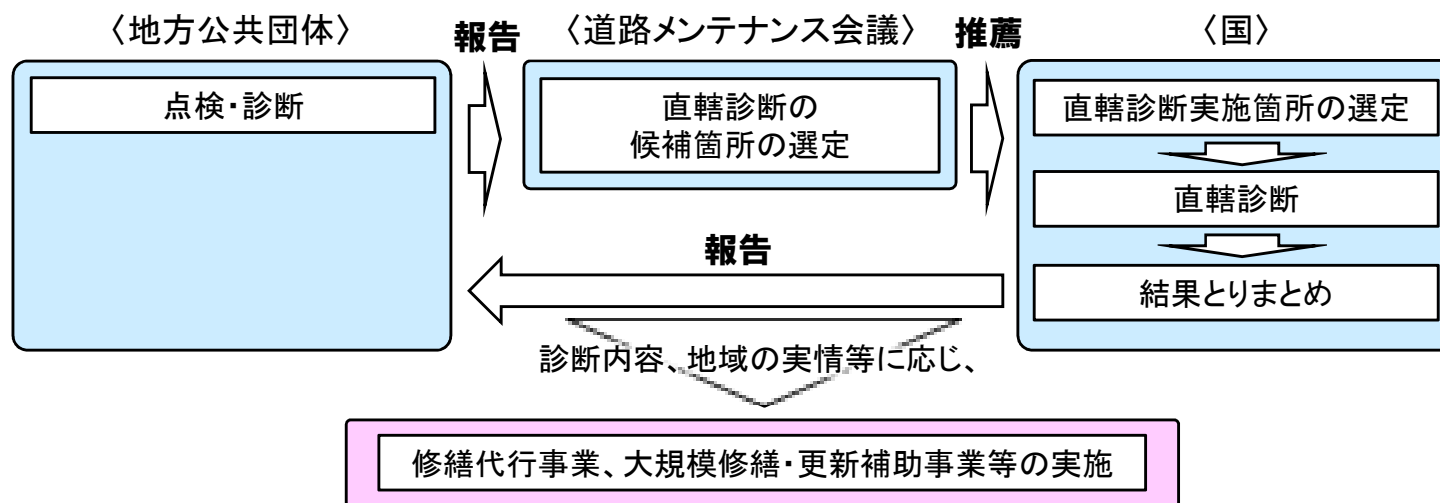 〈地方公共団体〉
報告
〈道路メンテナンス会議〉
推薦
〈国〉
点検・診断
直轄診断の
候補箇所の選定
直轄診断実施箇所の選定
直轄診断
結果とりまとめ
報告
診断内容、地域の実情等に応じ、
修繕代行事業、大規模修繕・更新補助事業等の実施